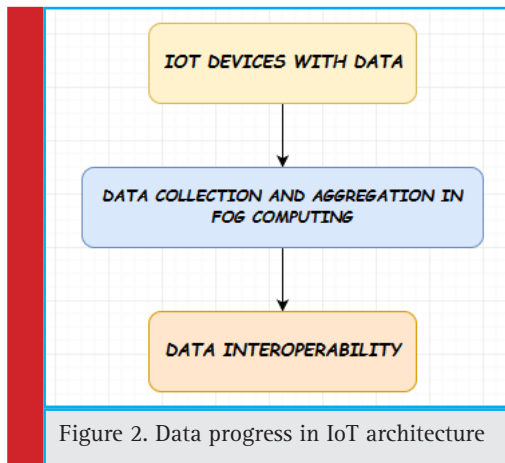 IOT DEVICES WITH DATA
DATA COLLECTION AND AGGREGATION IN
FOG COMPUTING
DATA INTEROPERABILITY
Figure 2. Data progress in IoT architecture